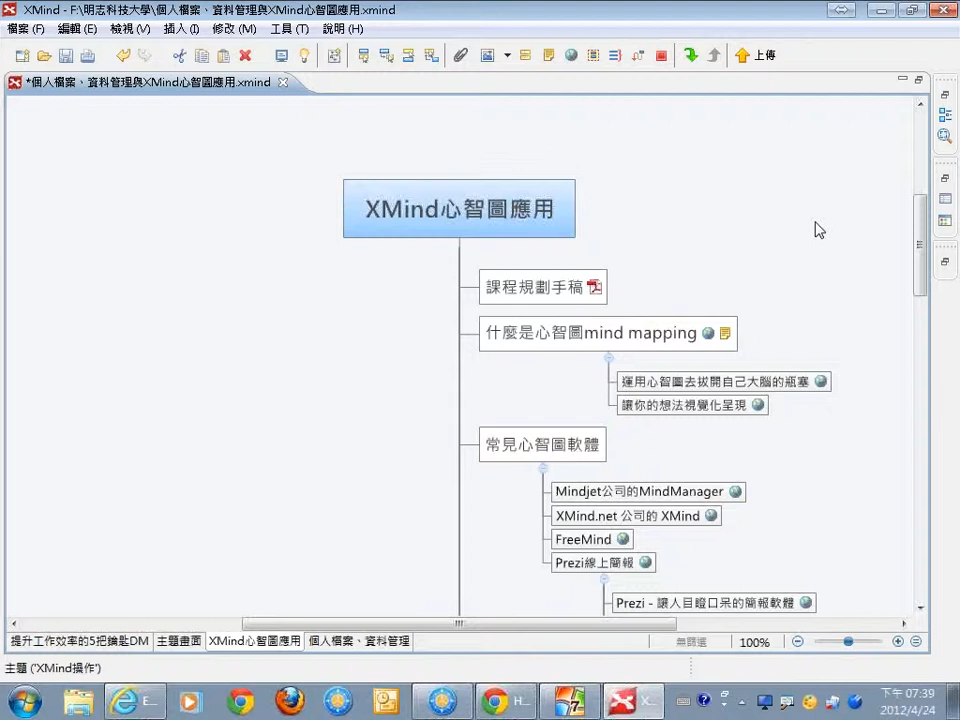 XMind - F:\明志科技大學\個人檔案、資料管理與XMind心智圖應用.xmind
檔案 (F) 編輯 (E) 檢視 (V) 插入 (I) 修改 (M) 工具 (T) 說明 (H)
上傳
*個人檔案、資料管理與XMind心智圖應用.xmind
XMind心智圖應用
課程規劃手稿
什麼是心智圖mind mapping
運用心智圖去拔開自己大腦的瓶塞
讓你的想法視覺化呈現
常見心智圖軟體
Mindjet公司的MindManager
XMind.net 公司的 XMind
FreeMind
Prezi線上簡報
Prezi - 讓人目瞪口呆的簡報軟體
提升工作效率的5把鑰匙DM 主題畫面 XMind心智圖應用 個人檔案、資料管理 無篩選 100%
主題 ('XMind操作')
E... H... X...
下午 07:39
2012/4/24